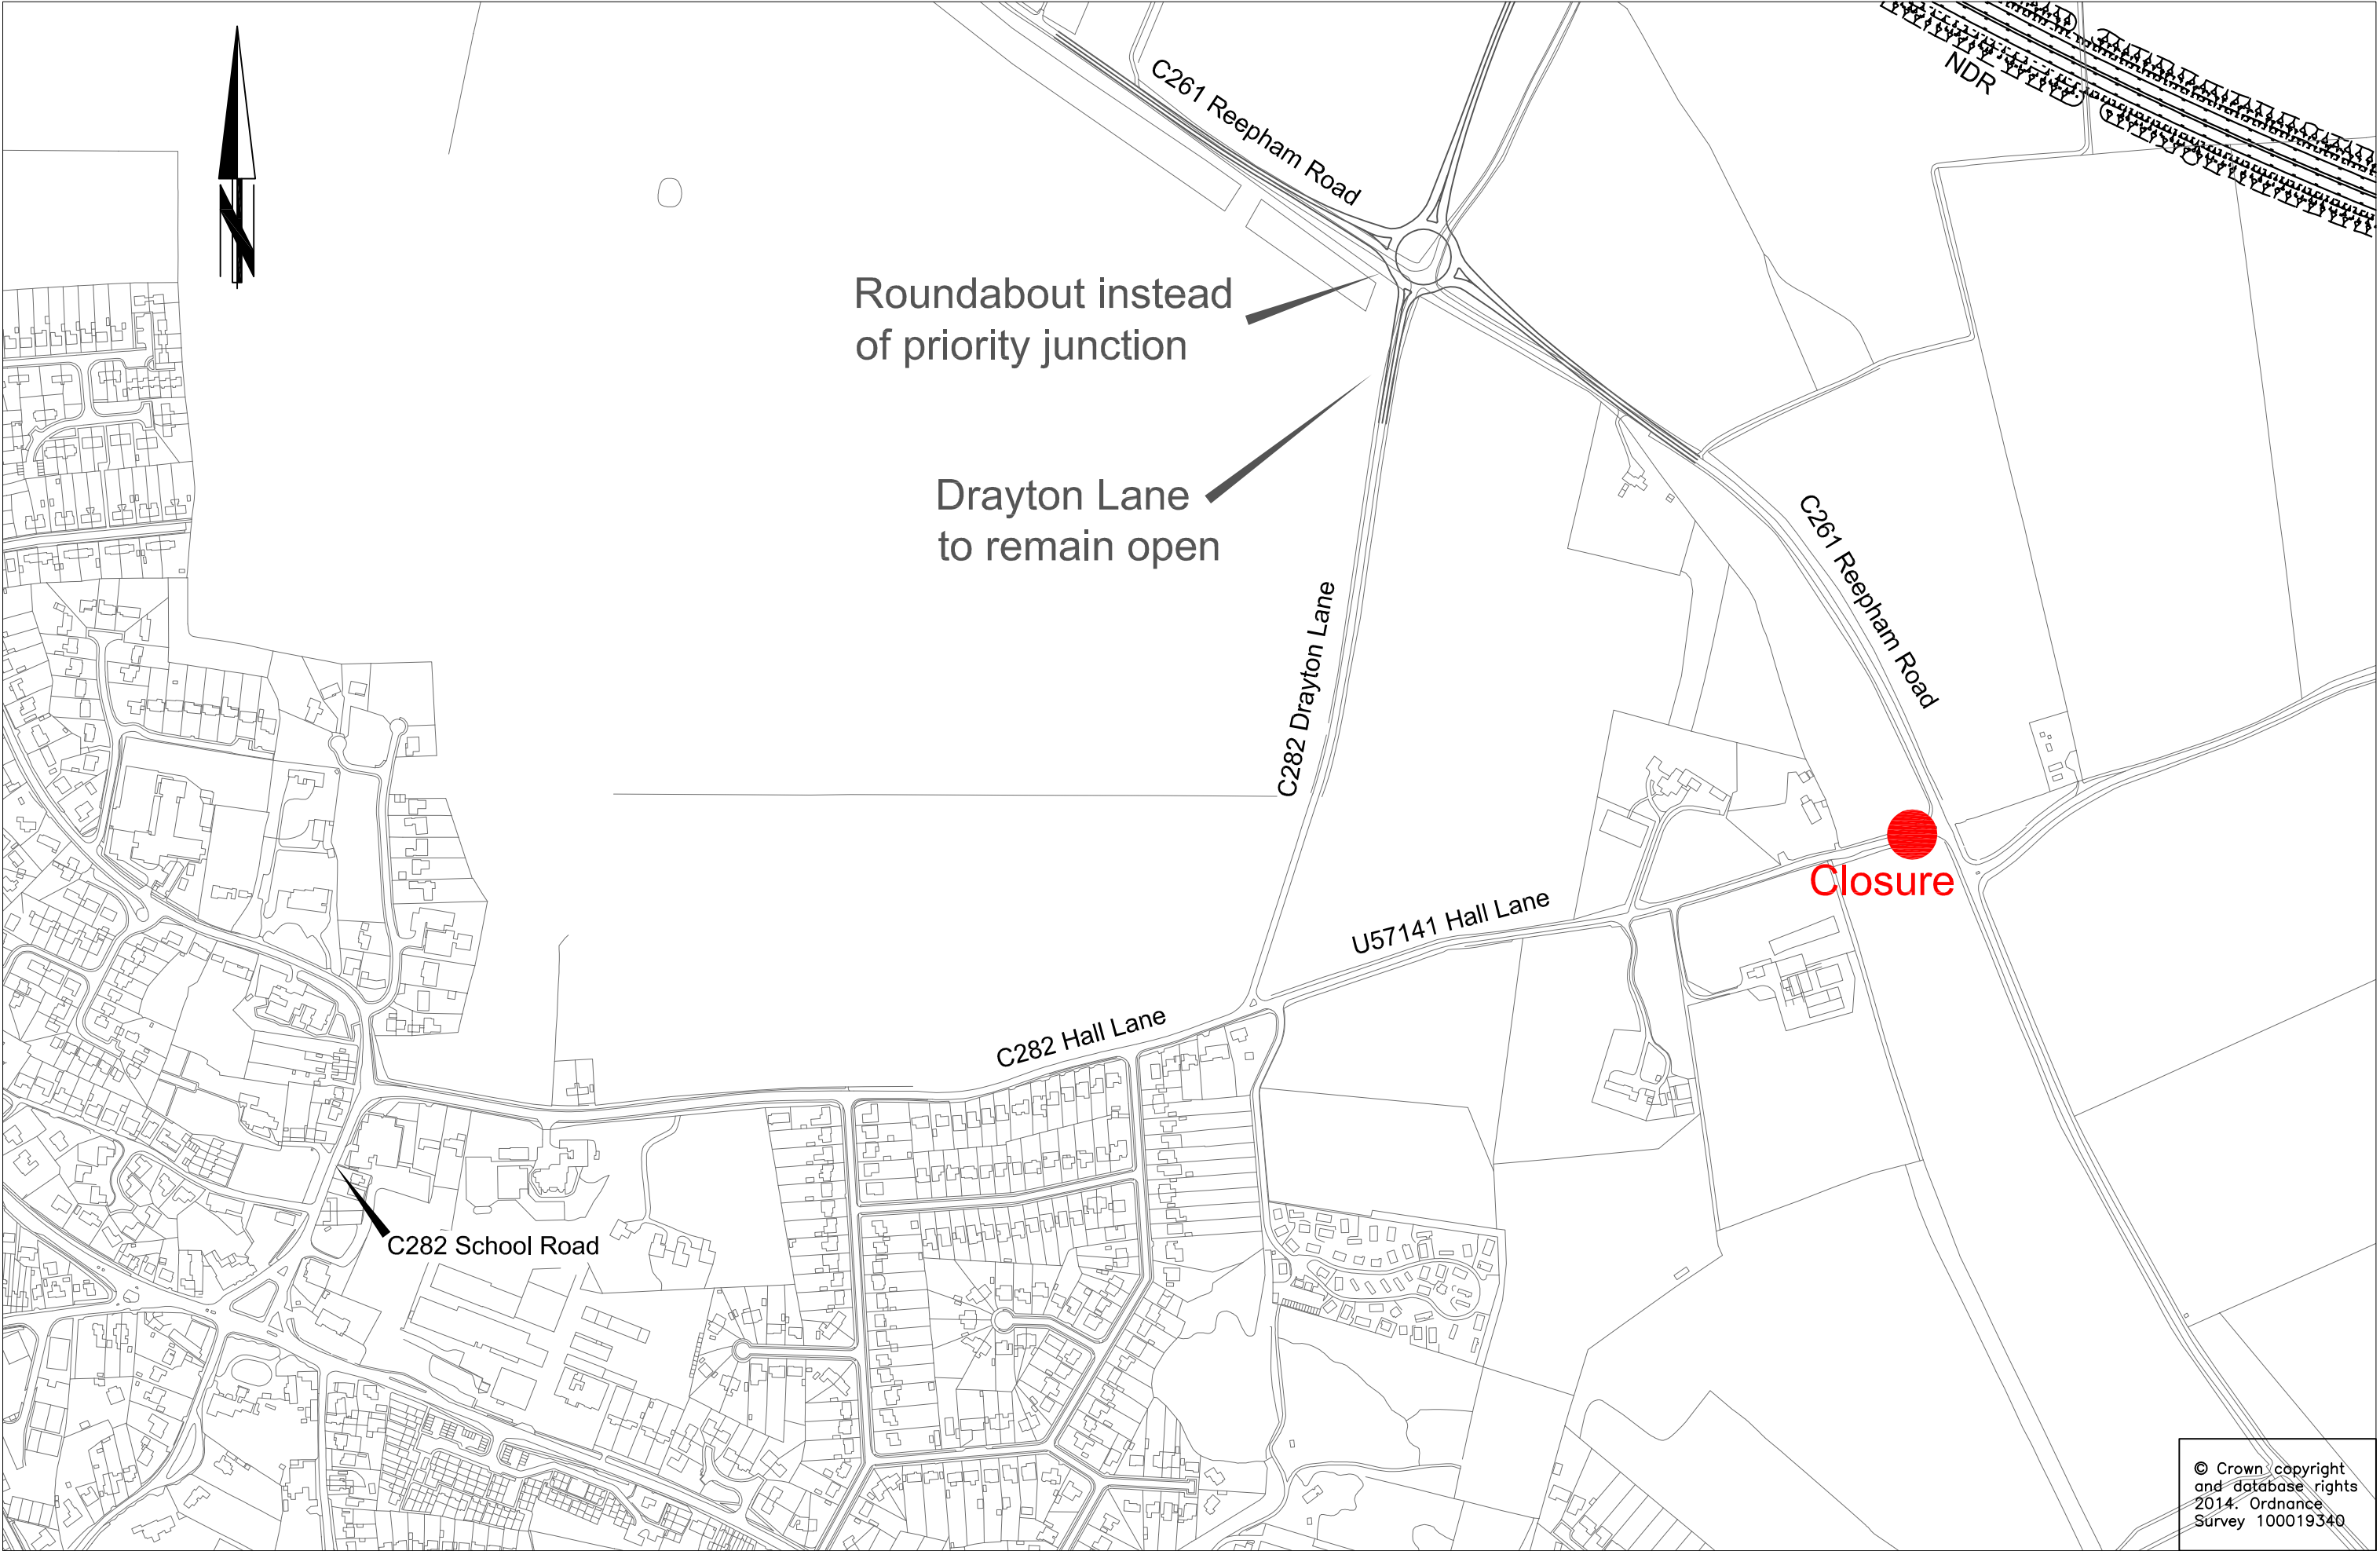 NDR
C261 Reepham Road
N
Roundabout instead
of priority junction
Drayton Lane
to remain open
C261 Reepham Road
C282 Drayton Lane
Closure
U57141 Hall Lane
C282 Hall Lane
C282 School Road
© Crown copyright
and database rights
2014. Ordnance
Survey 100019340